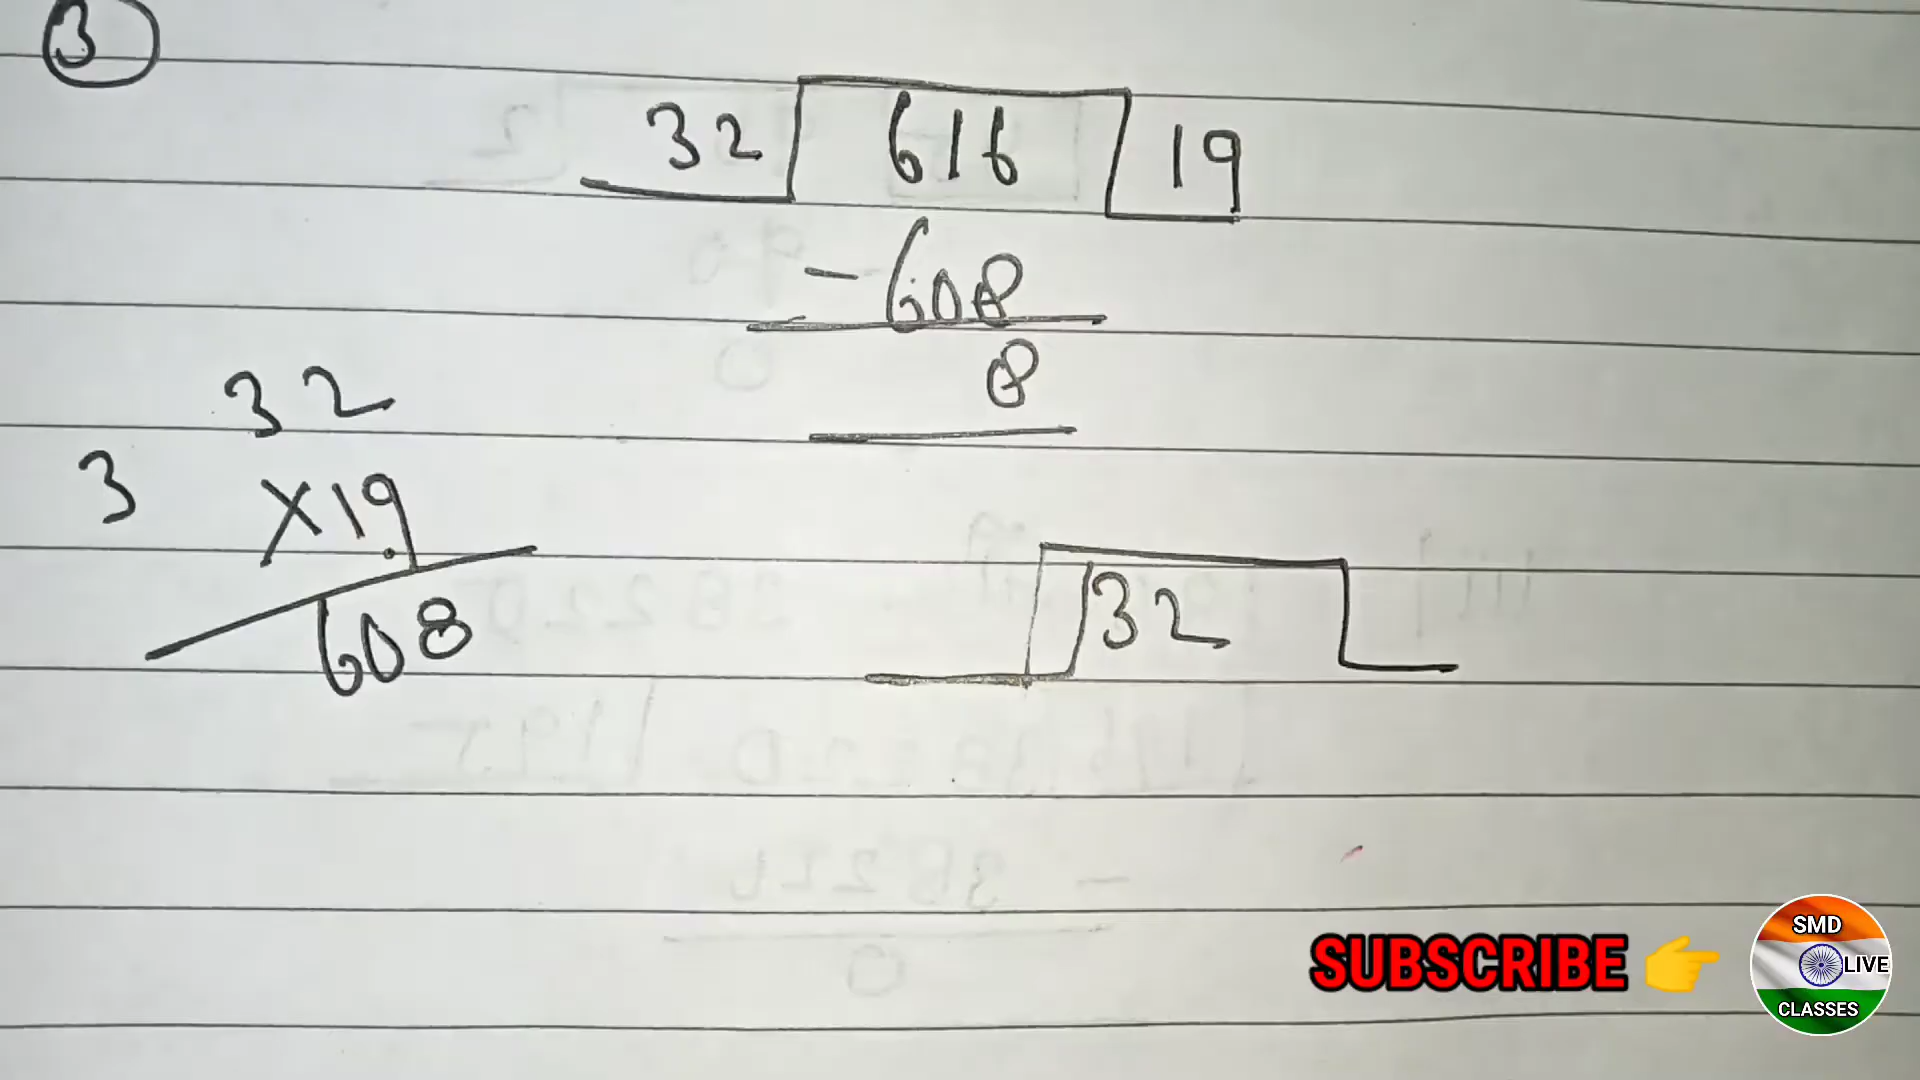 3
32 616 19
- 608
8
32
3
X19
608
32
SUBSCRIBE
SMD
LIVE
CLASSES